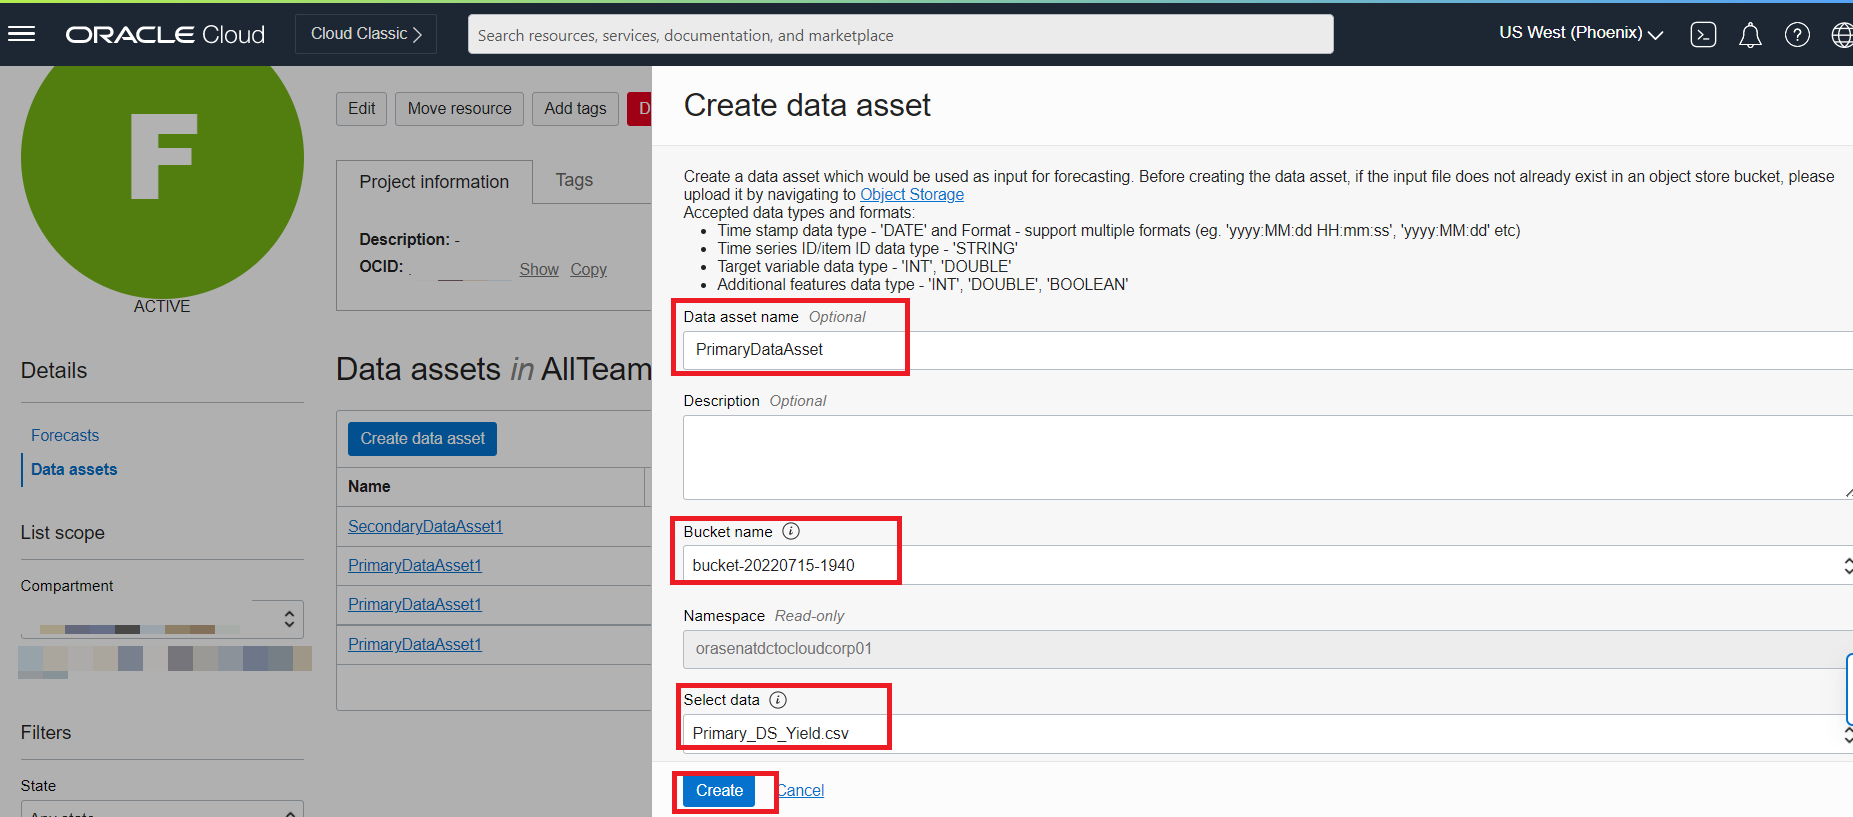 ORACLE Cloud
Cloud Classic
Search resources, services, documentation, and marketplace
US West (Phoenix)
F
ACTIVE
Edit
Move resource
Add tags
D
Project information
Tags
Description: -
OCID:
Show
Copy
Details
Forecasts
Data assets
List scope
Compartment
Filters
State
Any state
Data assets in AllTeam
Create data asset
Name
SecondaryDataAsset1
PrimaryDataAsset1
PrimaryDataAsset1
PrimaryDataAsset1
Create data asset
Create a data asset which would be used as input for forecasting. Before creating the data asset, if the input file does not already exist in an object store bucket, please
upload it by navigating to Object Storage
Accepted data types and formats:
• Time stamp data type - 'DATE' and Format - support multiple formats (eg. 'yyyy:MM:dd HH:mm:ss', 'yyyy:MM:dd' etc)
• Time series ID/item ID data type - 'STRING'
• Target variable data type - 'INT', 'DOUBLE'
• Additional features data type - 'INT', 'DOUBLE', 'BOOLEAN'
Data asset name Optional
PrimaryDataAsset
Description Optional
Bucket name
bucket-20220715-1940
Namespace Read-only
orasenatdctocloudcorp01
Select data
Primary_DS_Yield.csv
Create
Cancel